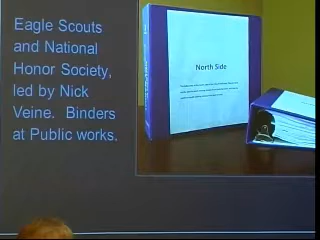 Eagle Scouts
and National
Honor Society,
led by Nick
Veine. Binders
at Public works.
North Side